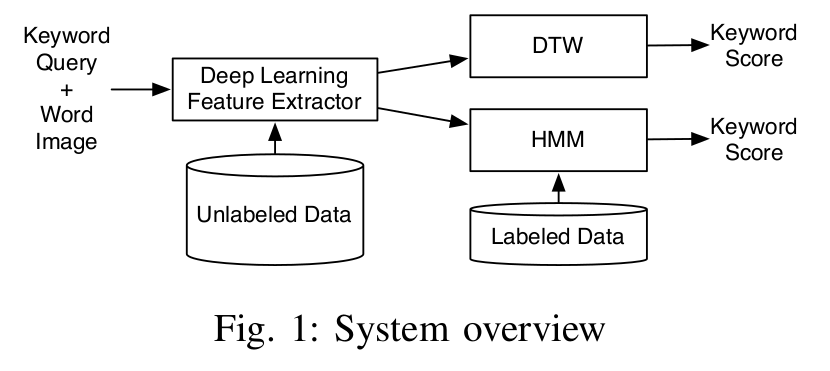 Keyword
Query
+
Word
Image
Deep Learning
Feature Extractor
Unlabeled Data
DTW
Keyword
Score
HMM
Keyword
Score
Labeled Data
Fig. 1: System overview